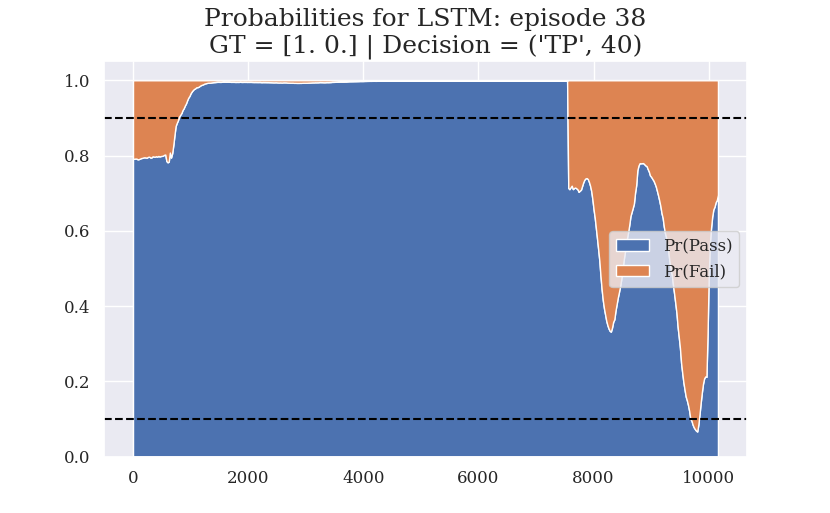 Probabilities for LSTM: episode 38
GT = [1. 0.] | Decision = ('TP', 40)
1.0
0.8
0.6
0.4
0.2
0.0
Pr(Pass)
Pr(Fail)
0 2000 4000 6000 8000 10000